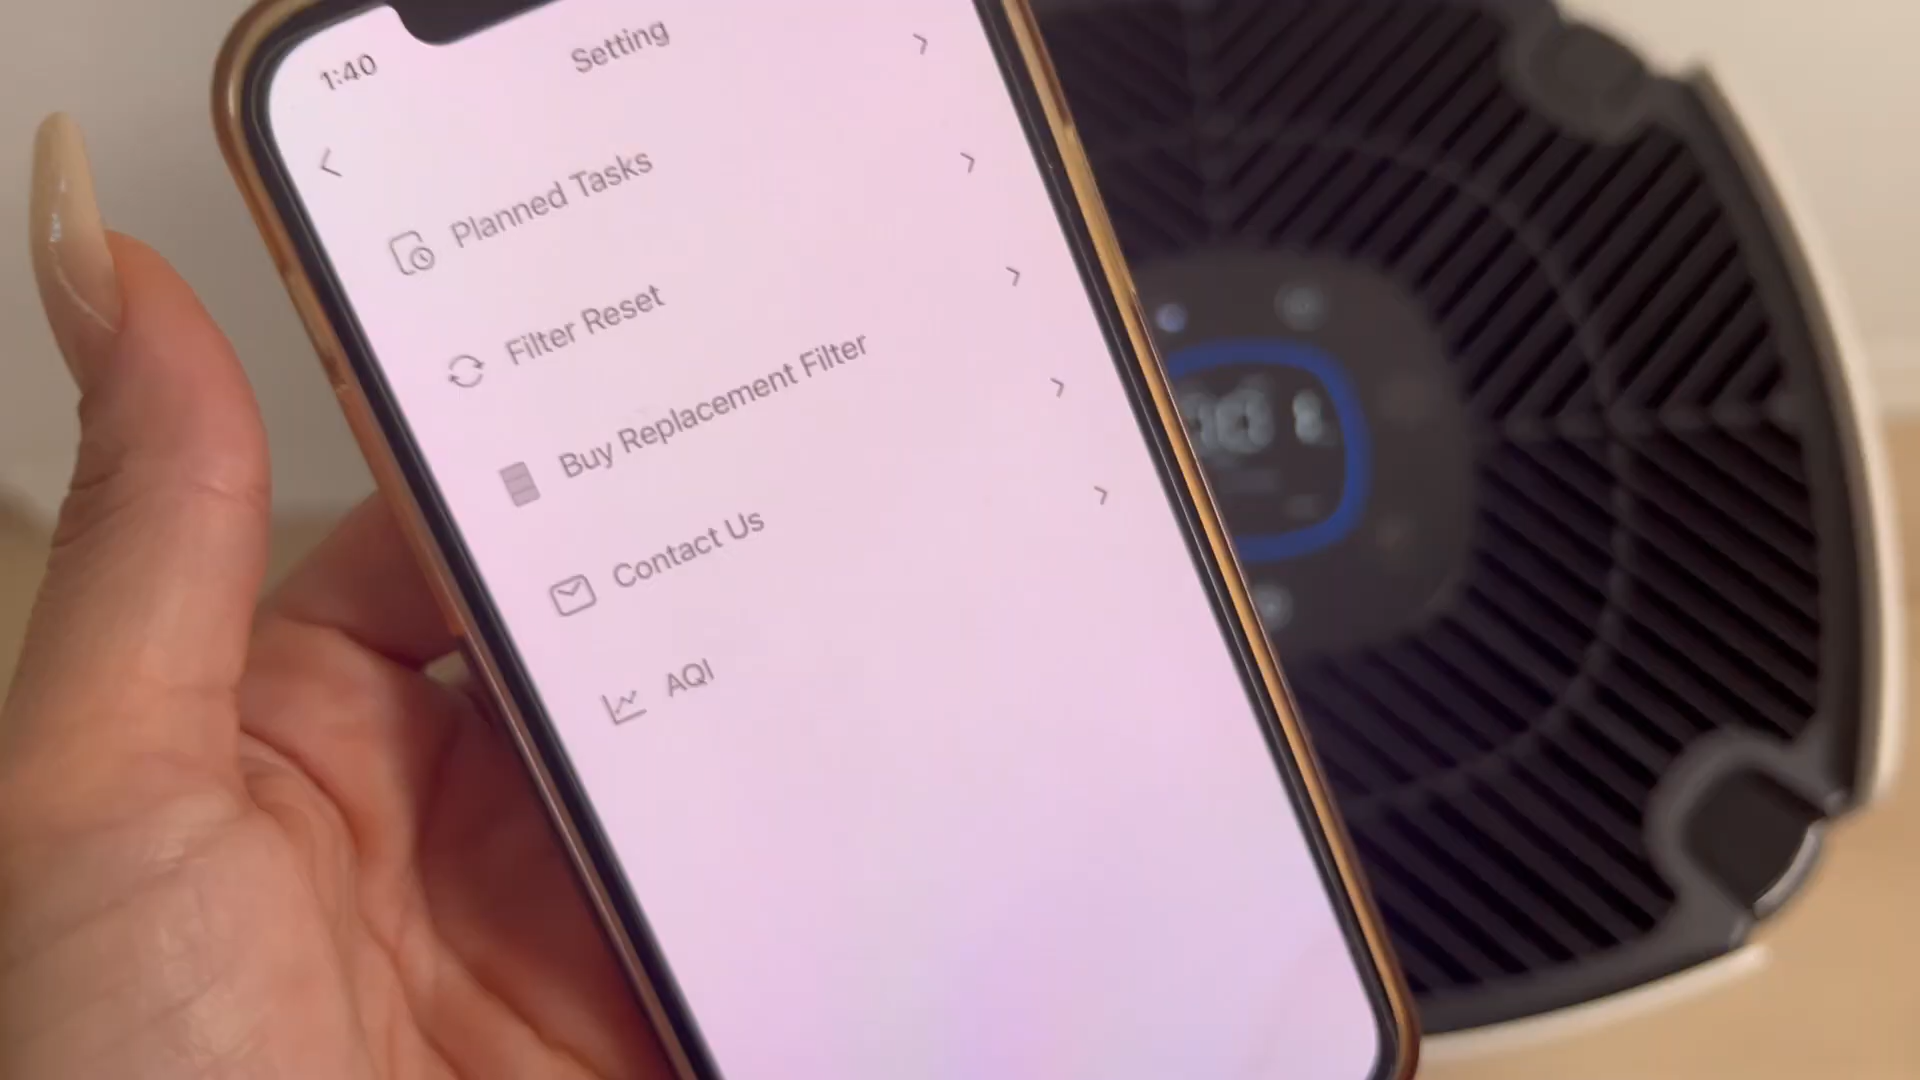 1:40
Setting
Planned Tasks
Filter Reset
Buy Replacement Filter
Contact Us
AQI